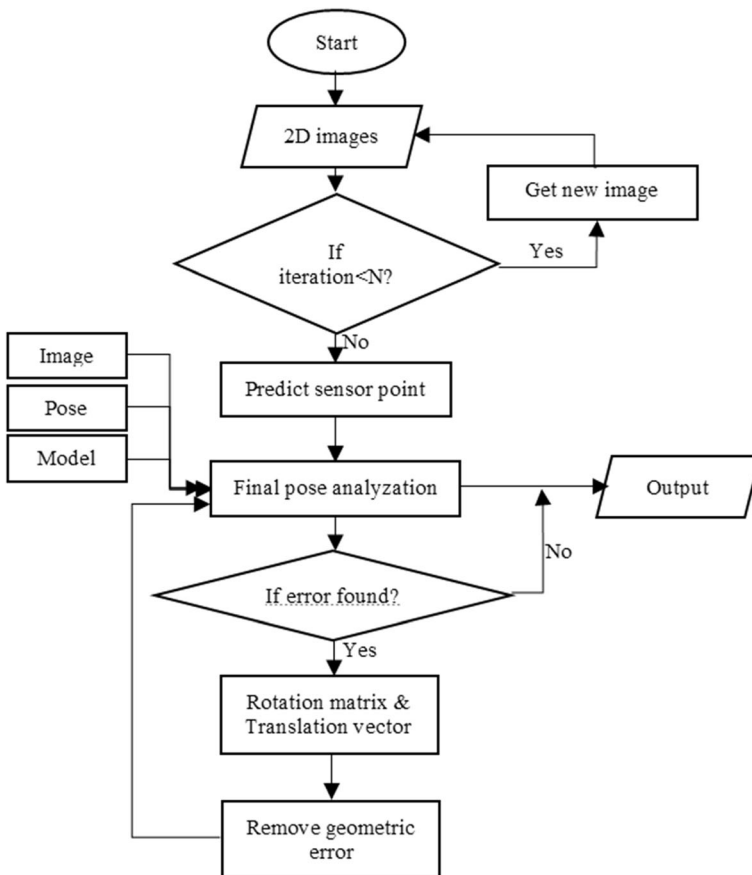 Start
2D images
Get new image
If
iteration<N?
Yes
No
Image
Predict sensor point
Pose
Model
Final pose analyzation
Output
No
If error found?
Yes
Rotation matrix &
Translation vector
Remove geometric
error